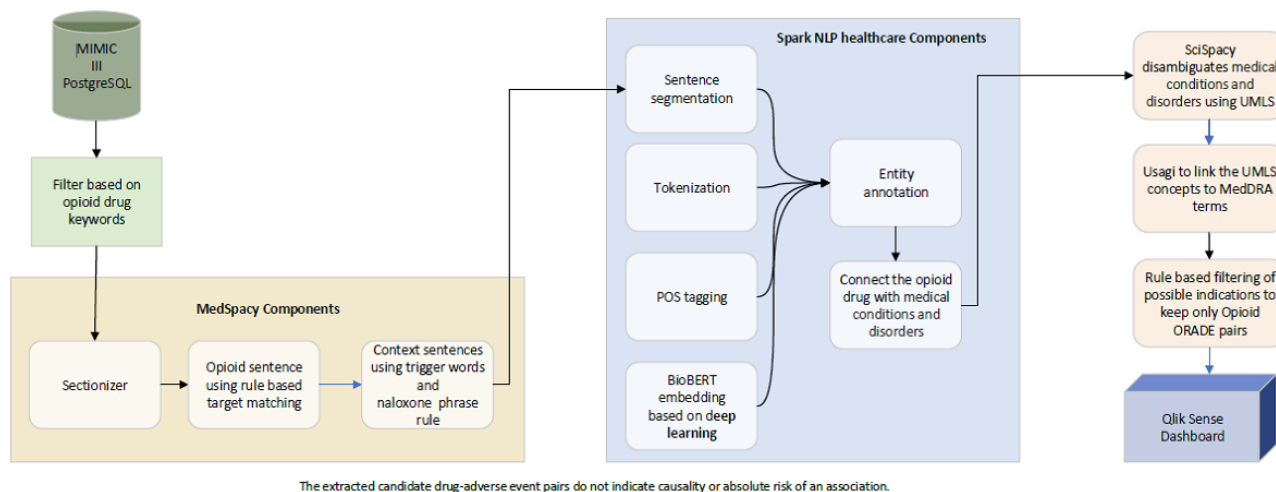 MIMIC
III
PostgreSQL
Filter based on
opioid drug
keywords
MedSpacy Components
Sectionizer
Opioid sentence
using rule based
target matching
Context sentences
using trigger words
and
naloxone phrase
rule
Spark NLP healthcare Components
Sentence
segmentation
Tokenization
POS tagging
BioBERT
embedding
based on deep
learning
Entity
annotation
Connect the opioid
drug with medical
conditions and
disorders
SciSpacy
disambiguates medical
conditions and
disorders using UMLS
Usagi to link the UMLS
concepts to MedDRA
terms
Rule based filtering of
possible indications to
keep only Opioid
ORADE pairs
Qlik Sense
Dashboard
The extracted candidate drug-adverse event pairs do not indicate causality or absolute risk of an association.